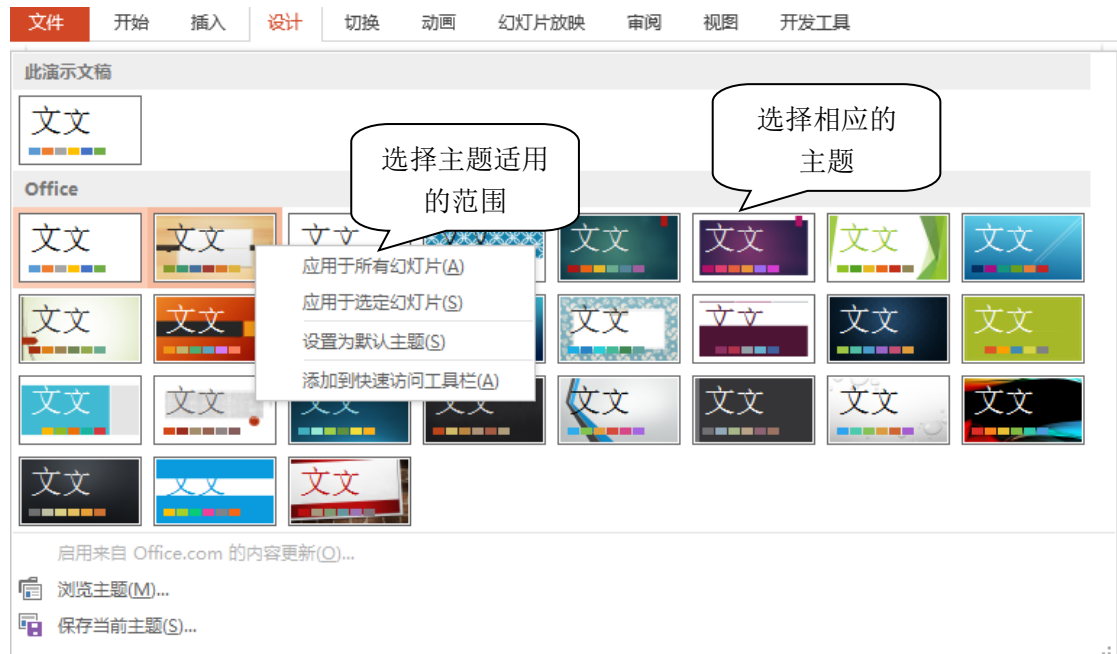 文件 开始 插入 设计 切换 动画 幻灯片放映 审阅 视图 开发工具
此演示文稿
文文
选择主题适用
的范围
选择相应的
主题
Office
文文 文文 文文 文文 文文 文文 文文
应用于所有幻灯片(A)
应用于选定幻灯片(S)
设置为默认主题(S)
添加到快速访问工具栏(A)
文文 文文 文文 文文 文文 文文
文文 文文 文文 文文 文文 文文 文文 文文
文文 文文 文文
启用来自 Office.com 的内容更新(O)...
浏览主题(M)...
保存当前主题(S)...